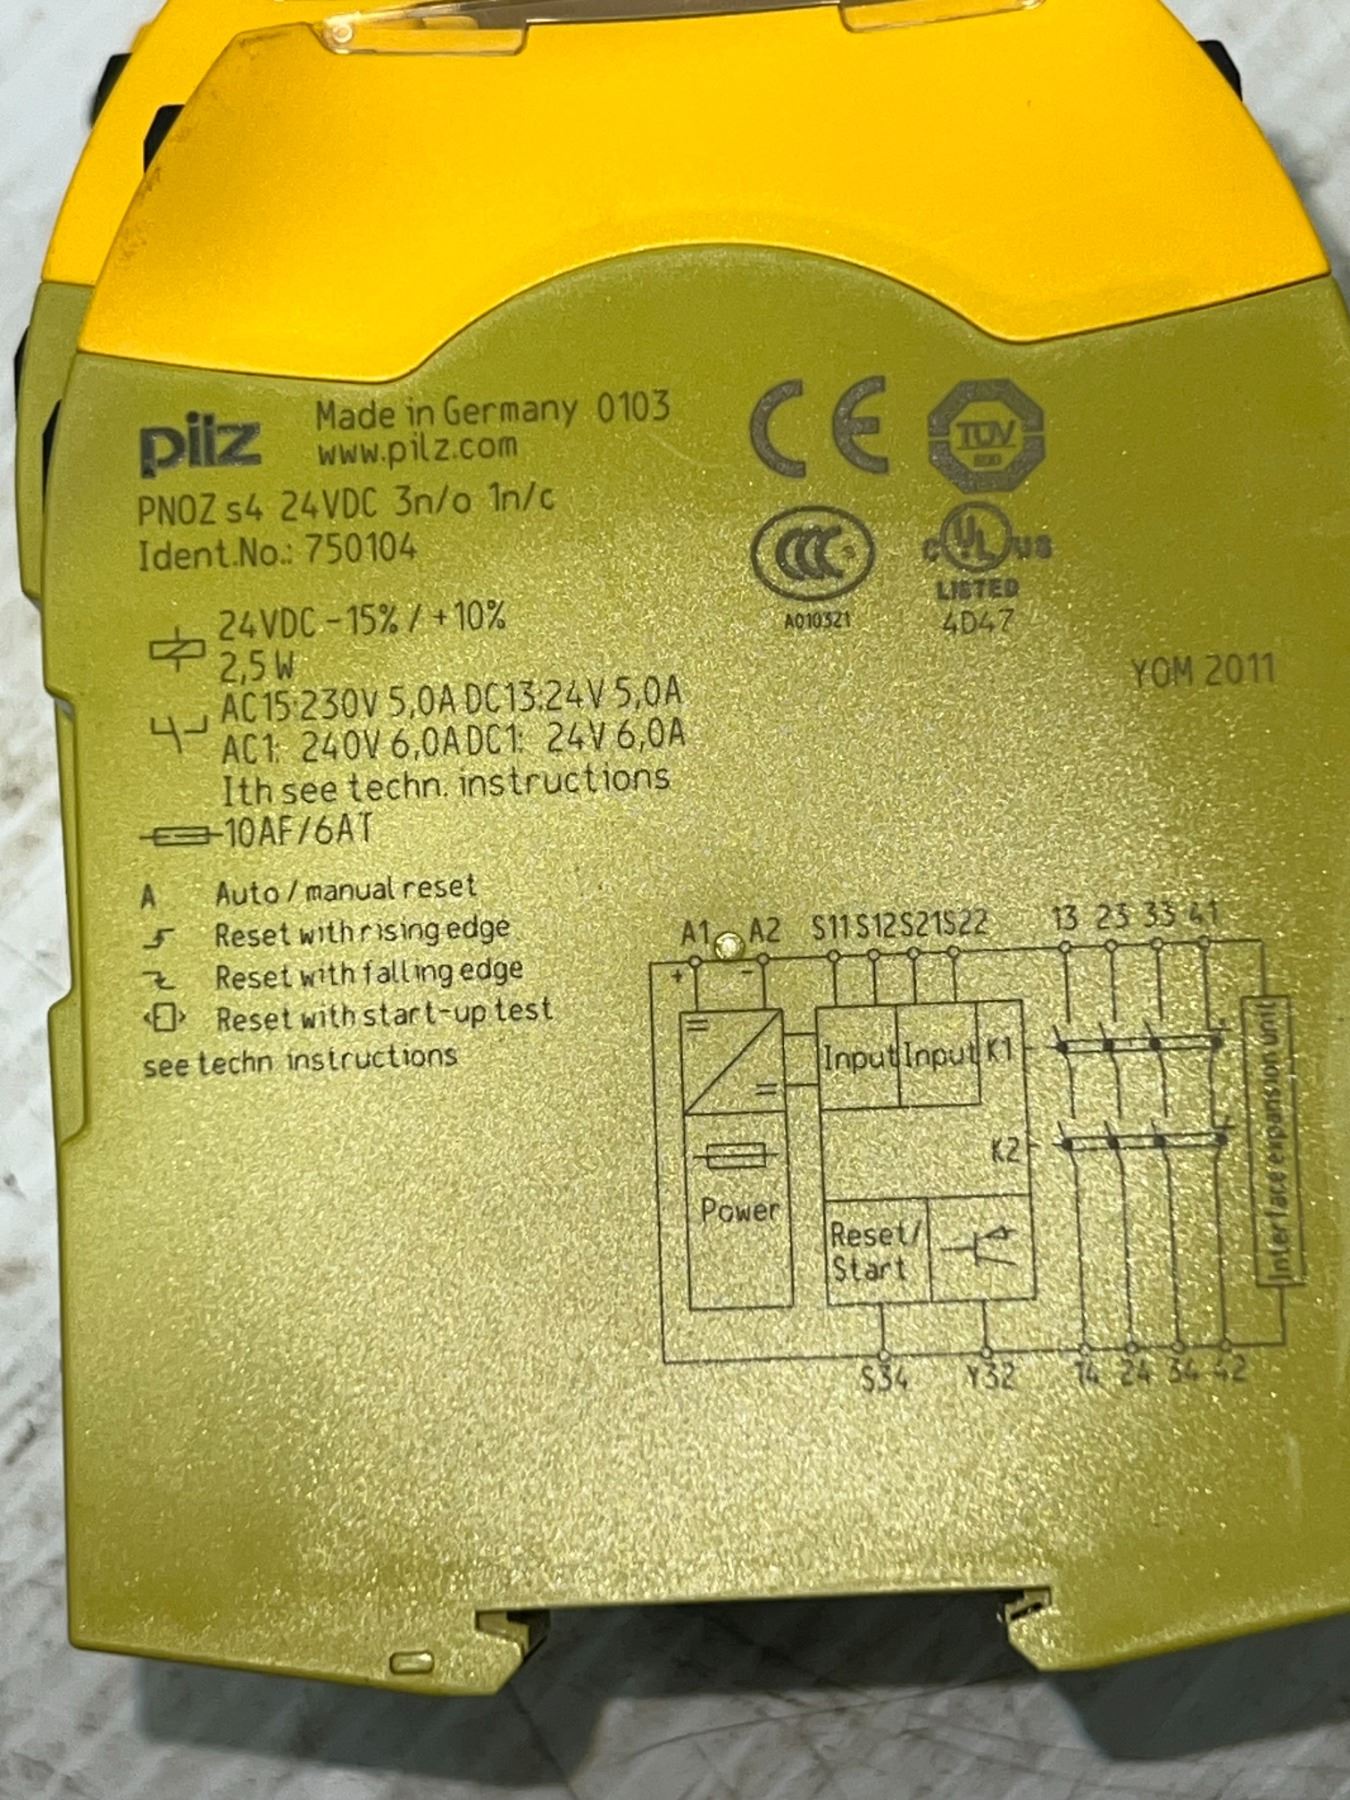 pilz
Made in Germany 0103
www.pilz.com
PNOZ s4 24VDC 3n/o 1n/c
Ident.No.: 750104
CE
TÜV
CCC S
A010321
C UL US
LISTED
4D47
24VDC -15% / +10%
2,5 W
YOM 2011
AC15:230V 5,0A DC13:24V 5,0A
AC1: 240V 6,0A DC1: 24V 6,0A
Ith see techn. instructions
10AF/6AT
A Auto / manual reset
Reset with rising edge
Reset with falling edge
Reset with start-up test
see techn instructions
A1 A2 S11 S12 S21 S22 13 23 33 41
+ -
Input Input K1
K2
Interface expansion unit
Power
Reset/
Start
S34 Y32 14 24 34 42